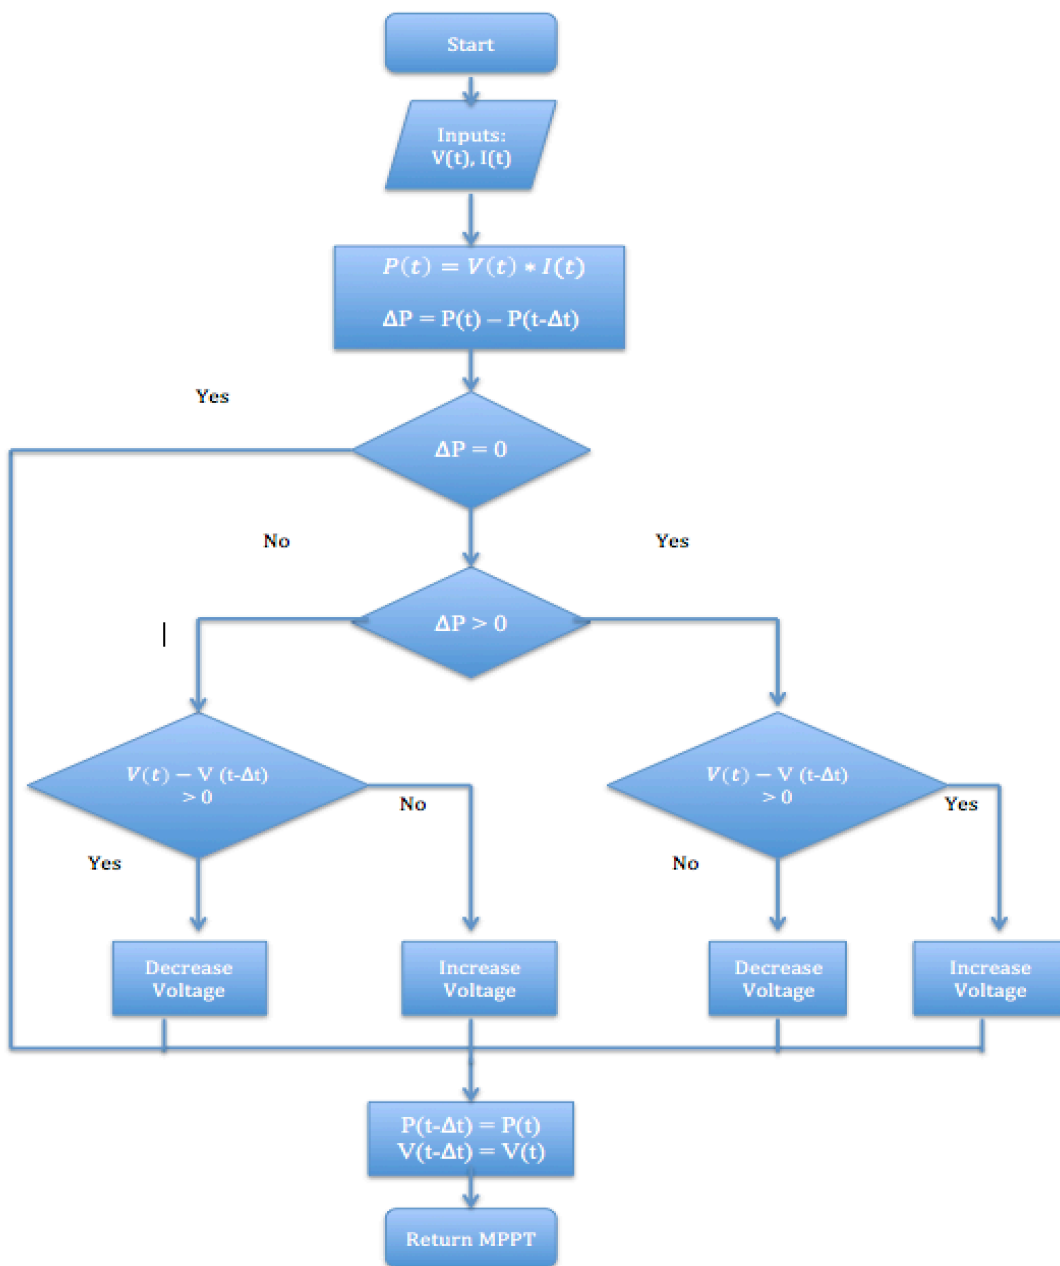 Start
Inputs:
V(t), I(t)
P(t) = V(t) ∗ I(t)
ΔP = P(t) – P(t-Δt)
Yes
ΔP = 0
No
Yes
ΔP > 0
V(t) − V (t-Δt)
> 0
No
V(t) − V (t-Δt)
> 0
Yes
Yes
No
Decrease
Voltage
Increase
Voltage
Decrease
Voltage
Increase
Voltage
P(t-Δt) = P(t)
V(t-Δt) = V(t)
Return MPPT